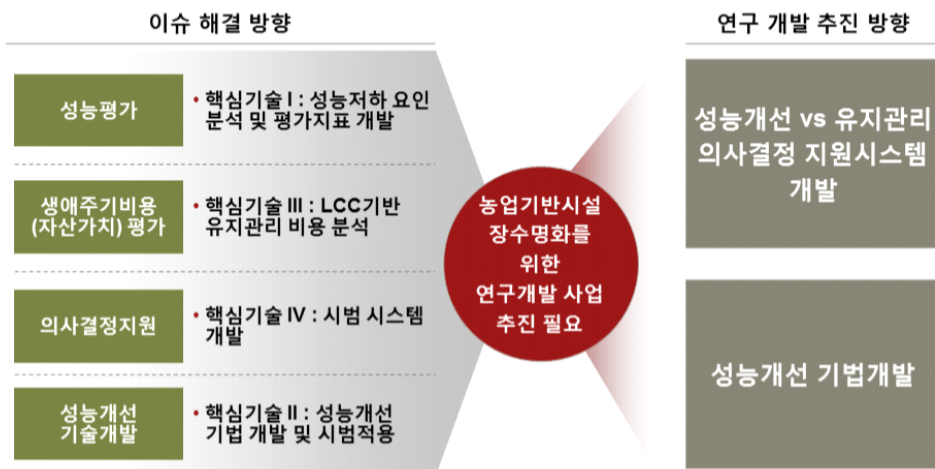 이슈 해결 방향
성능평가
• 핵심기술 I : 성능저하 요인
분석 및 평가지표 개발
생애주기비용
(자산가치) 평가
• 핵심기술 III : LCC기반
유지관리 비용 분석
의사결정지원
• 핵심기술 IV : 시범 시스템
개발
성능개선
기술개발
• 핵심기술 II : 성능개선
기법 개발 및 시범적용
농업기반시설
장수명화를
위한
연구개발 사업
추진 필요
연구 개발 추진 방향
성능개선 vs 유지관리
의사결정 지원시스템
개발
성능개선 기법개발